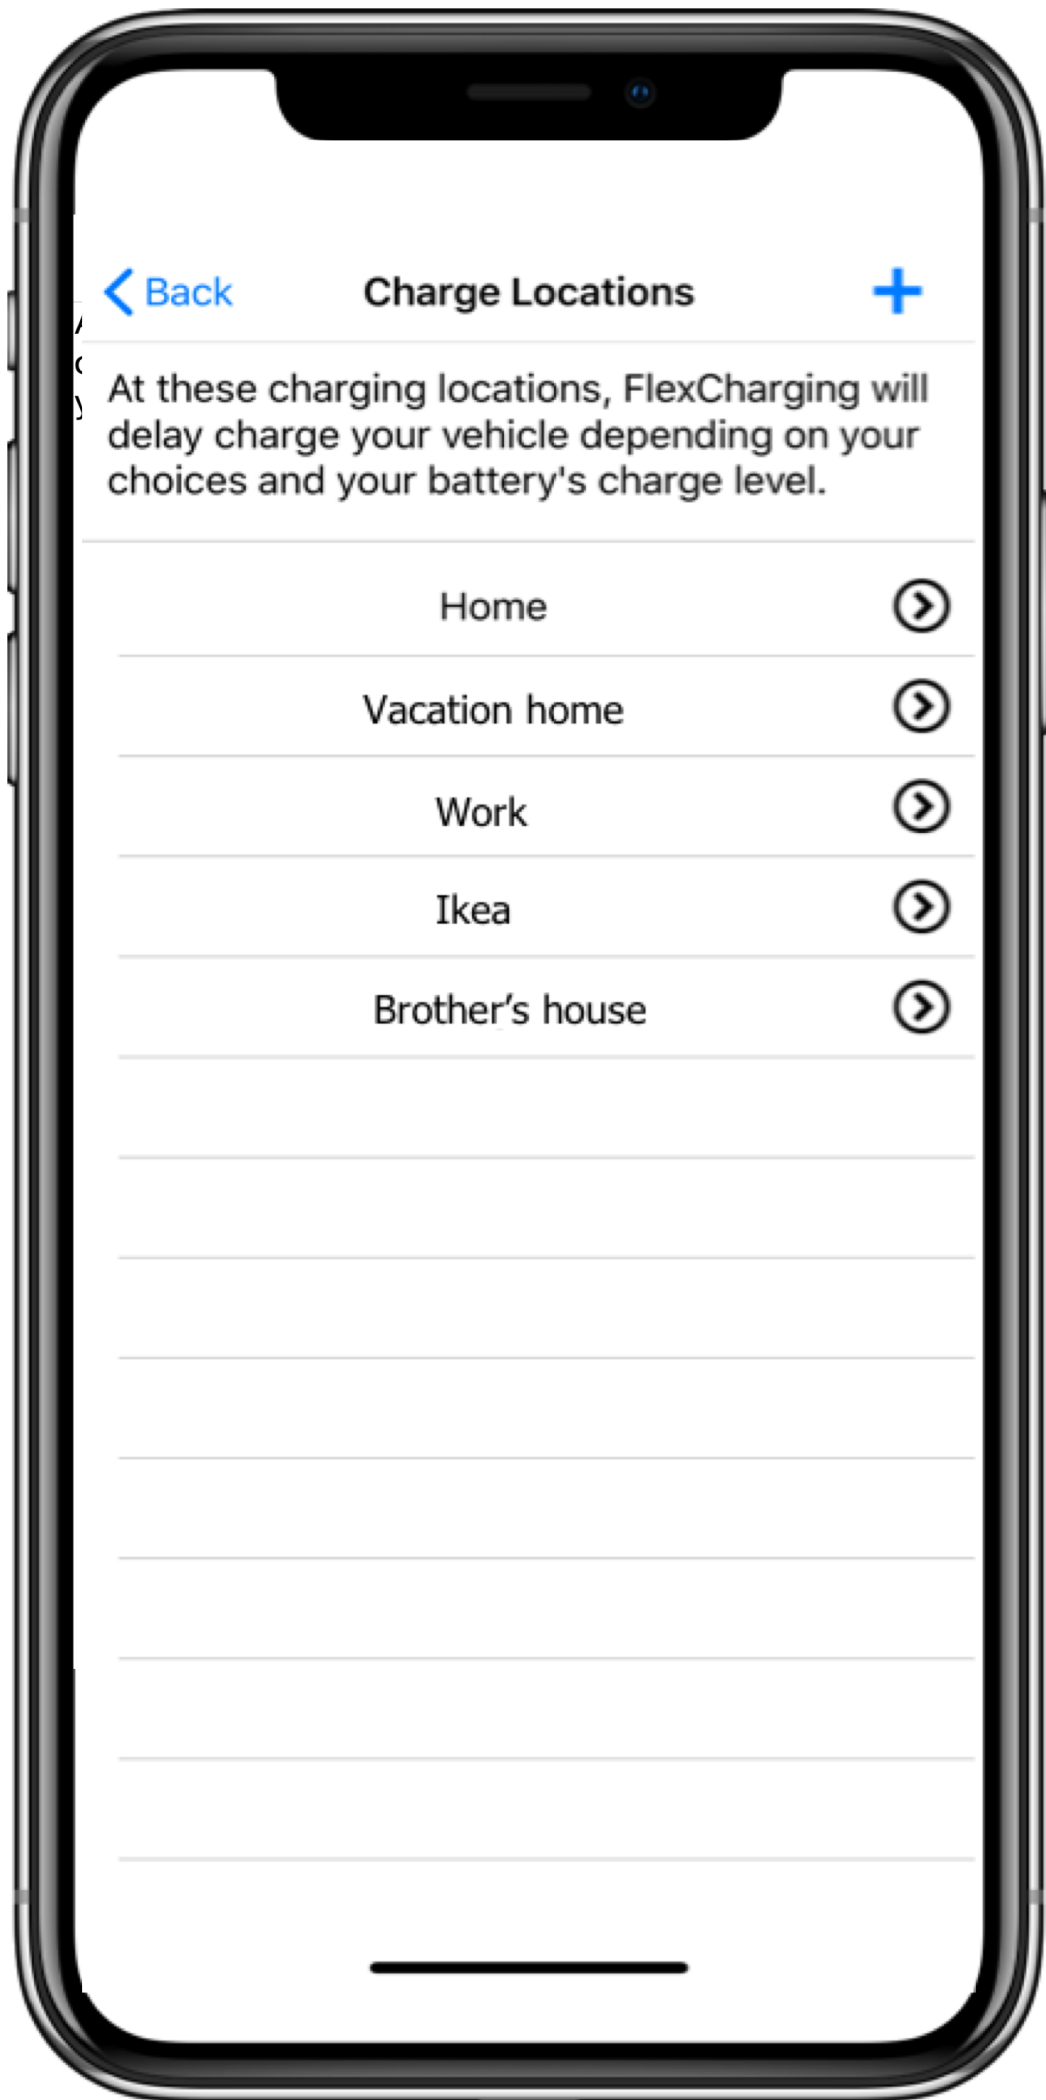 Back
Charge Locations
At these charging locations, FlexCharging will
delay charge your vehicle depending on your
choices and your battery's charge level.
Home
Vacation home
Work
Ikea
Brother’s house